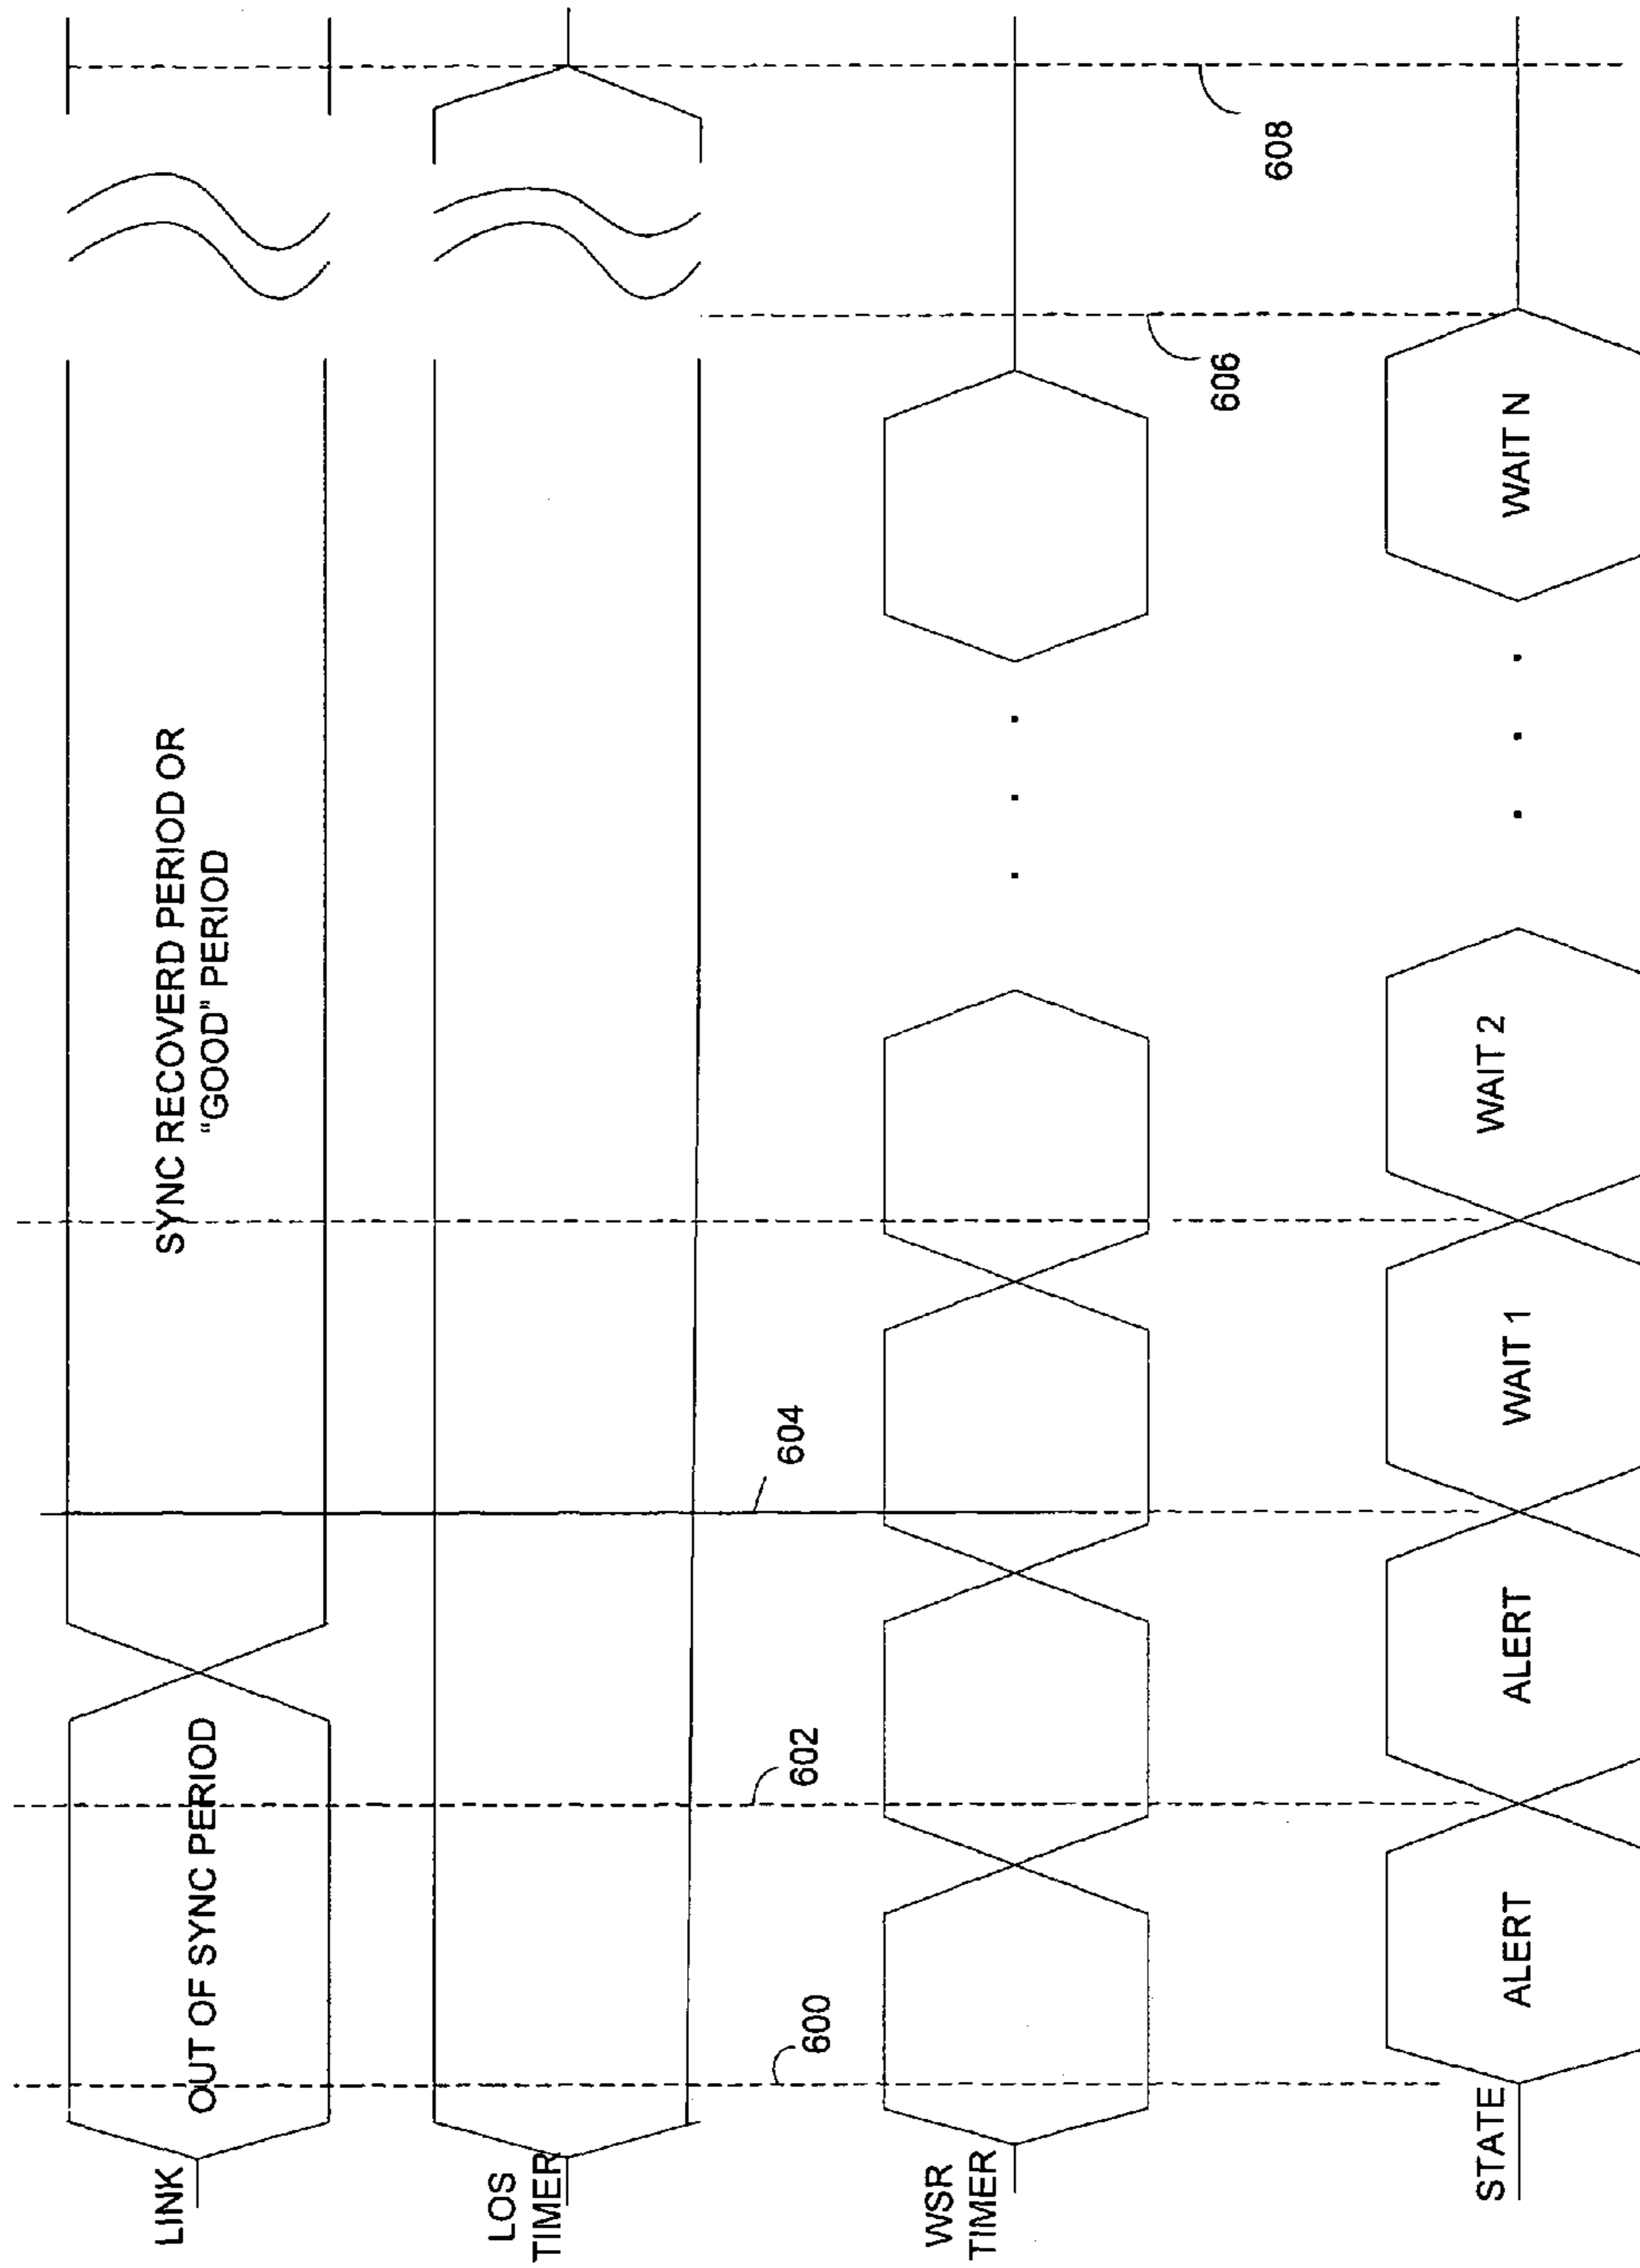 LINK
OUT OF SYNC PERIOD
SYNC RECOVERD PERIOD OR
"GOOD" PERIOD
LOS
TIMER
600
602
604
WSR
TIMER
606
608
STATE
ALERT
ALERT
WAIT 1
WAIT 2
. . .
. . .
WAIT N